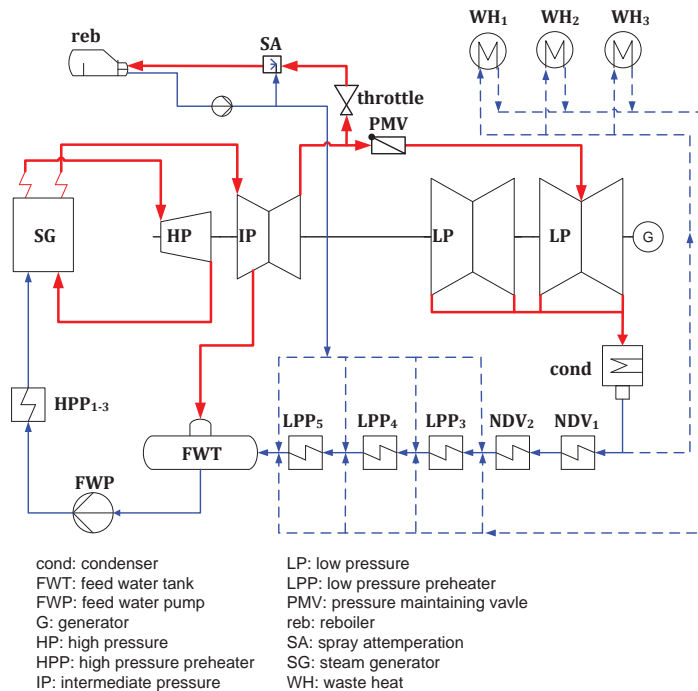 reb
SA
WH1
WH2
WH3
throttle
PMV
SG
HP
IP
LP
LP
G
cond
HPP1-3
LPP5
LPP4
LPP3
NDV2
NDV1
FWT
FWP
cond: condenser
FWT: feed water tank
FWP: feed water pump
G: generator
HP: high pressure
HPP: high pressure preheater
IP: intermediate pressure
LP: low pressure
LPP: low pressure preheater
PMV: pressure maintaining vavle
reb: reboiler
SA: spray attemperation
SG: steam generator
WH: waste heat